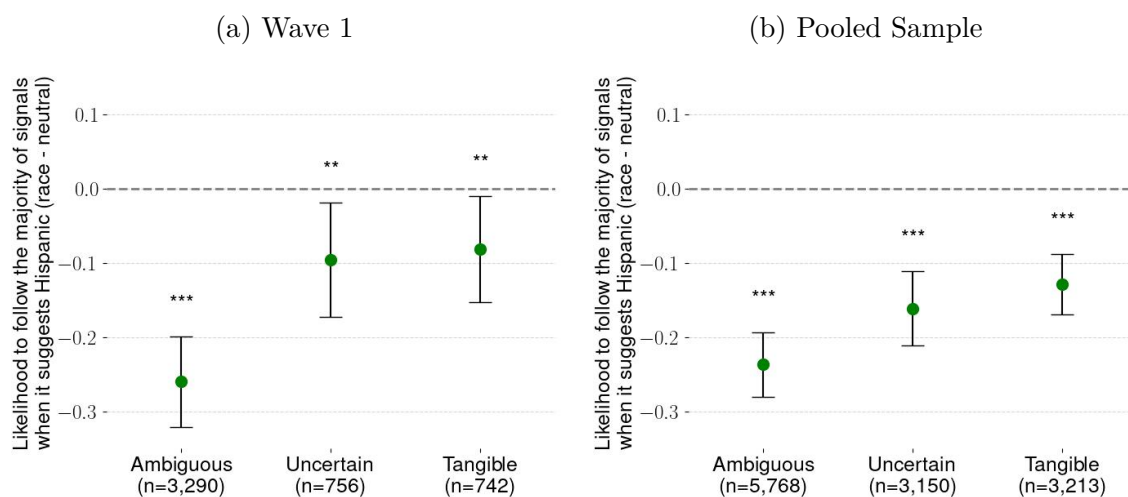 (a) Wave 1
Likelihood to follow the majority of signals
when it suggests Hispanic (race - neutral)
0.1
0.0
−0.1
−0.2
−0.3
***
**
**
Ambiguous
(n=3,290)
Uncertain
(n=756)
Tangible
(n=742)
(b) Pooled Sample
Likelihood to follow the majority of signals
when it suggests Hispanic (race - neutral)
0.1
0.0
−0.1
−0.2
−0.3
***
***
***
Ambiguous
(n=5,768)
Uncertain
(n=3,150)
Tangible
(n=3,213)